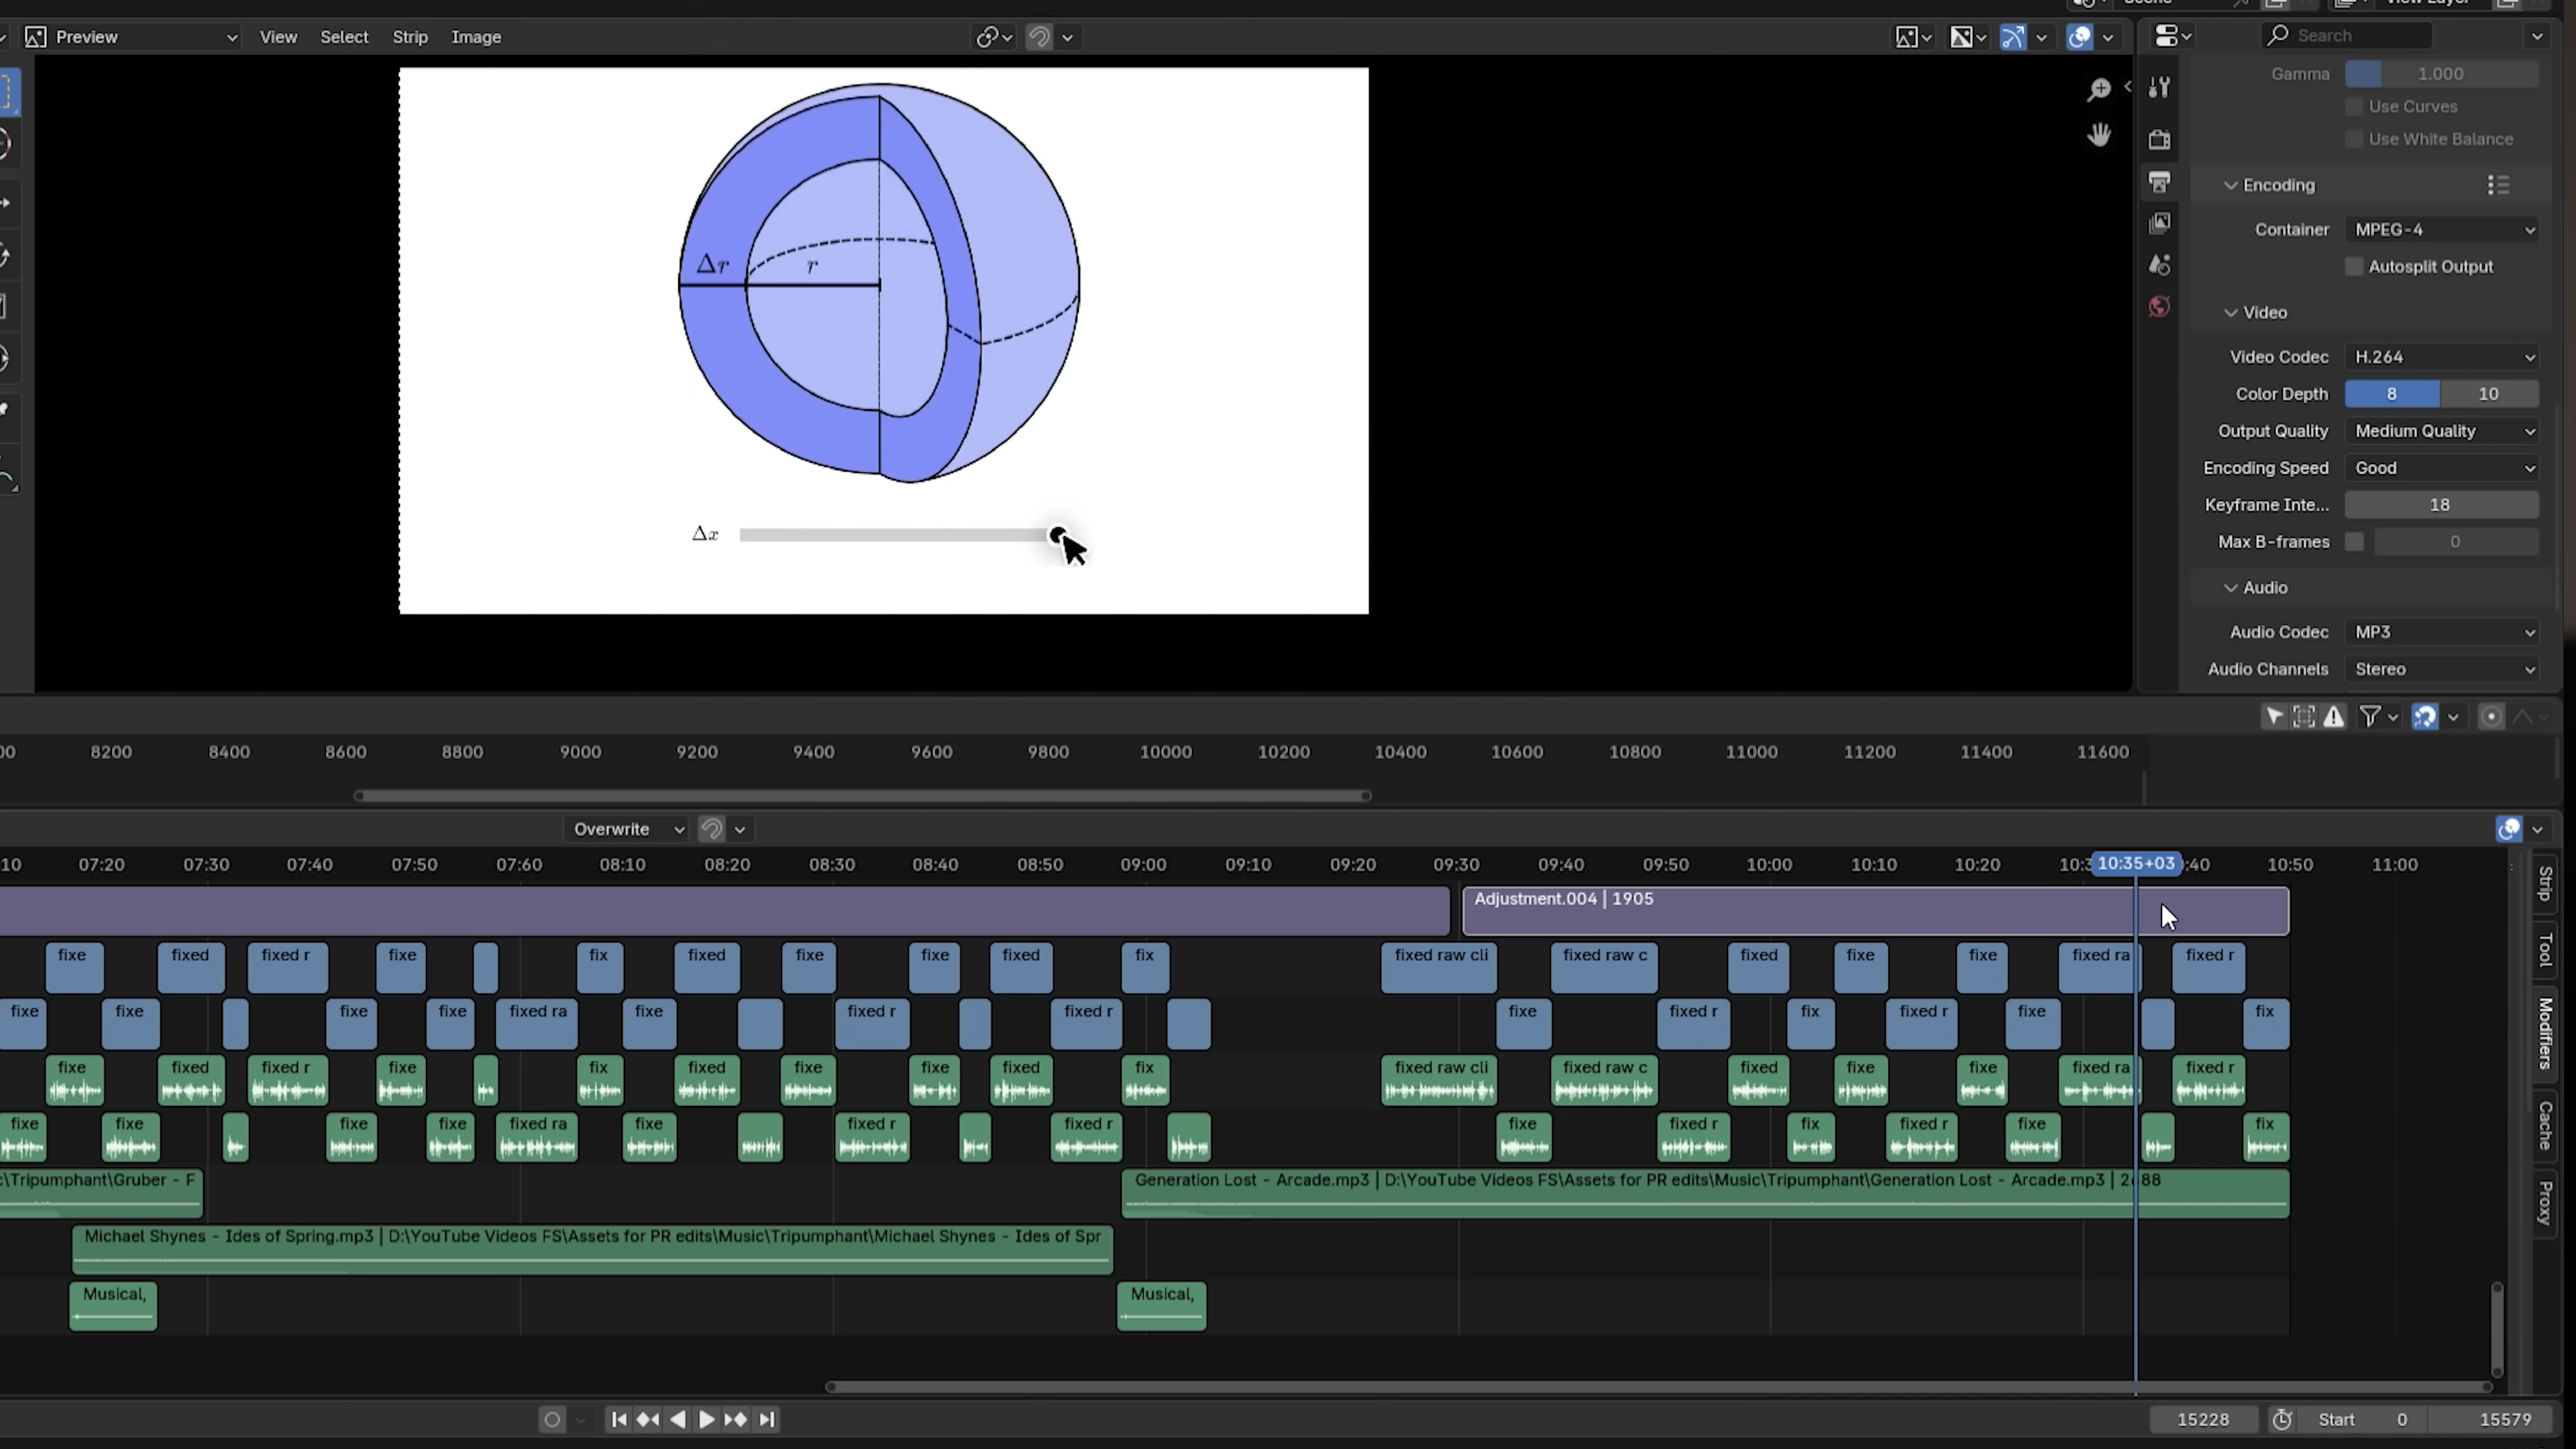 Scene
View Layer
Preview View Select Strip Image
Search
Gamma 1.000
Use Curves
Use White Balance
Encoding
Container MPEG-4
Autosplit Output
Video
Video Codec H.264
Color Depth 8 10
Output Quality Medium Quality
Encoding Speed Good
Keyframe Inte... 18
Max B-frames 0
Audio
Audio Codec MP3
Audio Channels Stereo
Δr r
Δx
8200 8400 8600 8800 9000 9200 9400 9600 9800 10000 10200 10400 10600 10800 11000 11200 11400 11600
Overwrite
:10 07:20 07:30 07:40 07:50 07:60 08:10 08:20 08:30 08:40 08:50 09:00 09:10 09:20 09:30 09:40 09:50 10:00 10:10 10:20 10:3 10:35+03 :40 10:50 11:00
Adjustment.004 | 1905
fixe fixed fixed r fixe fix fixed fixe fixe fixed fix fixed raw cli fixed raw c fixed fixe fixe fixed ra fixed r
fixe fixe fixe fixe fixed ra fixe fixed r fixed r fixe fixed r fix fixed r fixe fix
fixe fixed fixed r fixe fix fixed fixe fixe fixed fix fixed raw cli fixed raw c fixed fixe fixe fixed ra fixed r
fixe fixe fixe fixe fixed ra fixe fixed r fixed r fixe fixed r fix fixed r fixe fix
:\Tripumphant\Gruber - F
Generation Lost - Arcade.mp3 | D:\YouTube Videos FS\Assets for PR edits\Music\Tripumphant\Generation Lost - Arcade.mp3 |
Michael Shynes - Ides of Spring.mp3 | D:\YouTube Videos FS\Assets for PR edits\Music\Tripumphant\Michael Shynes - Ides of Spr
Musical, Musical,
Strip
Tool
Modifiers
Cache
Proxy
15228 Start 0 15579